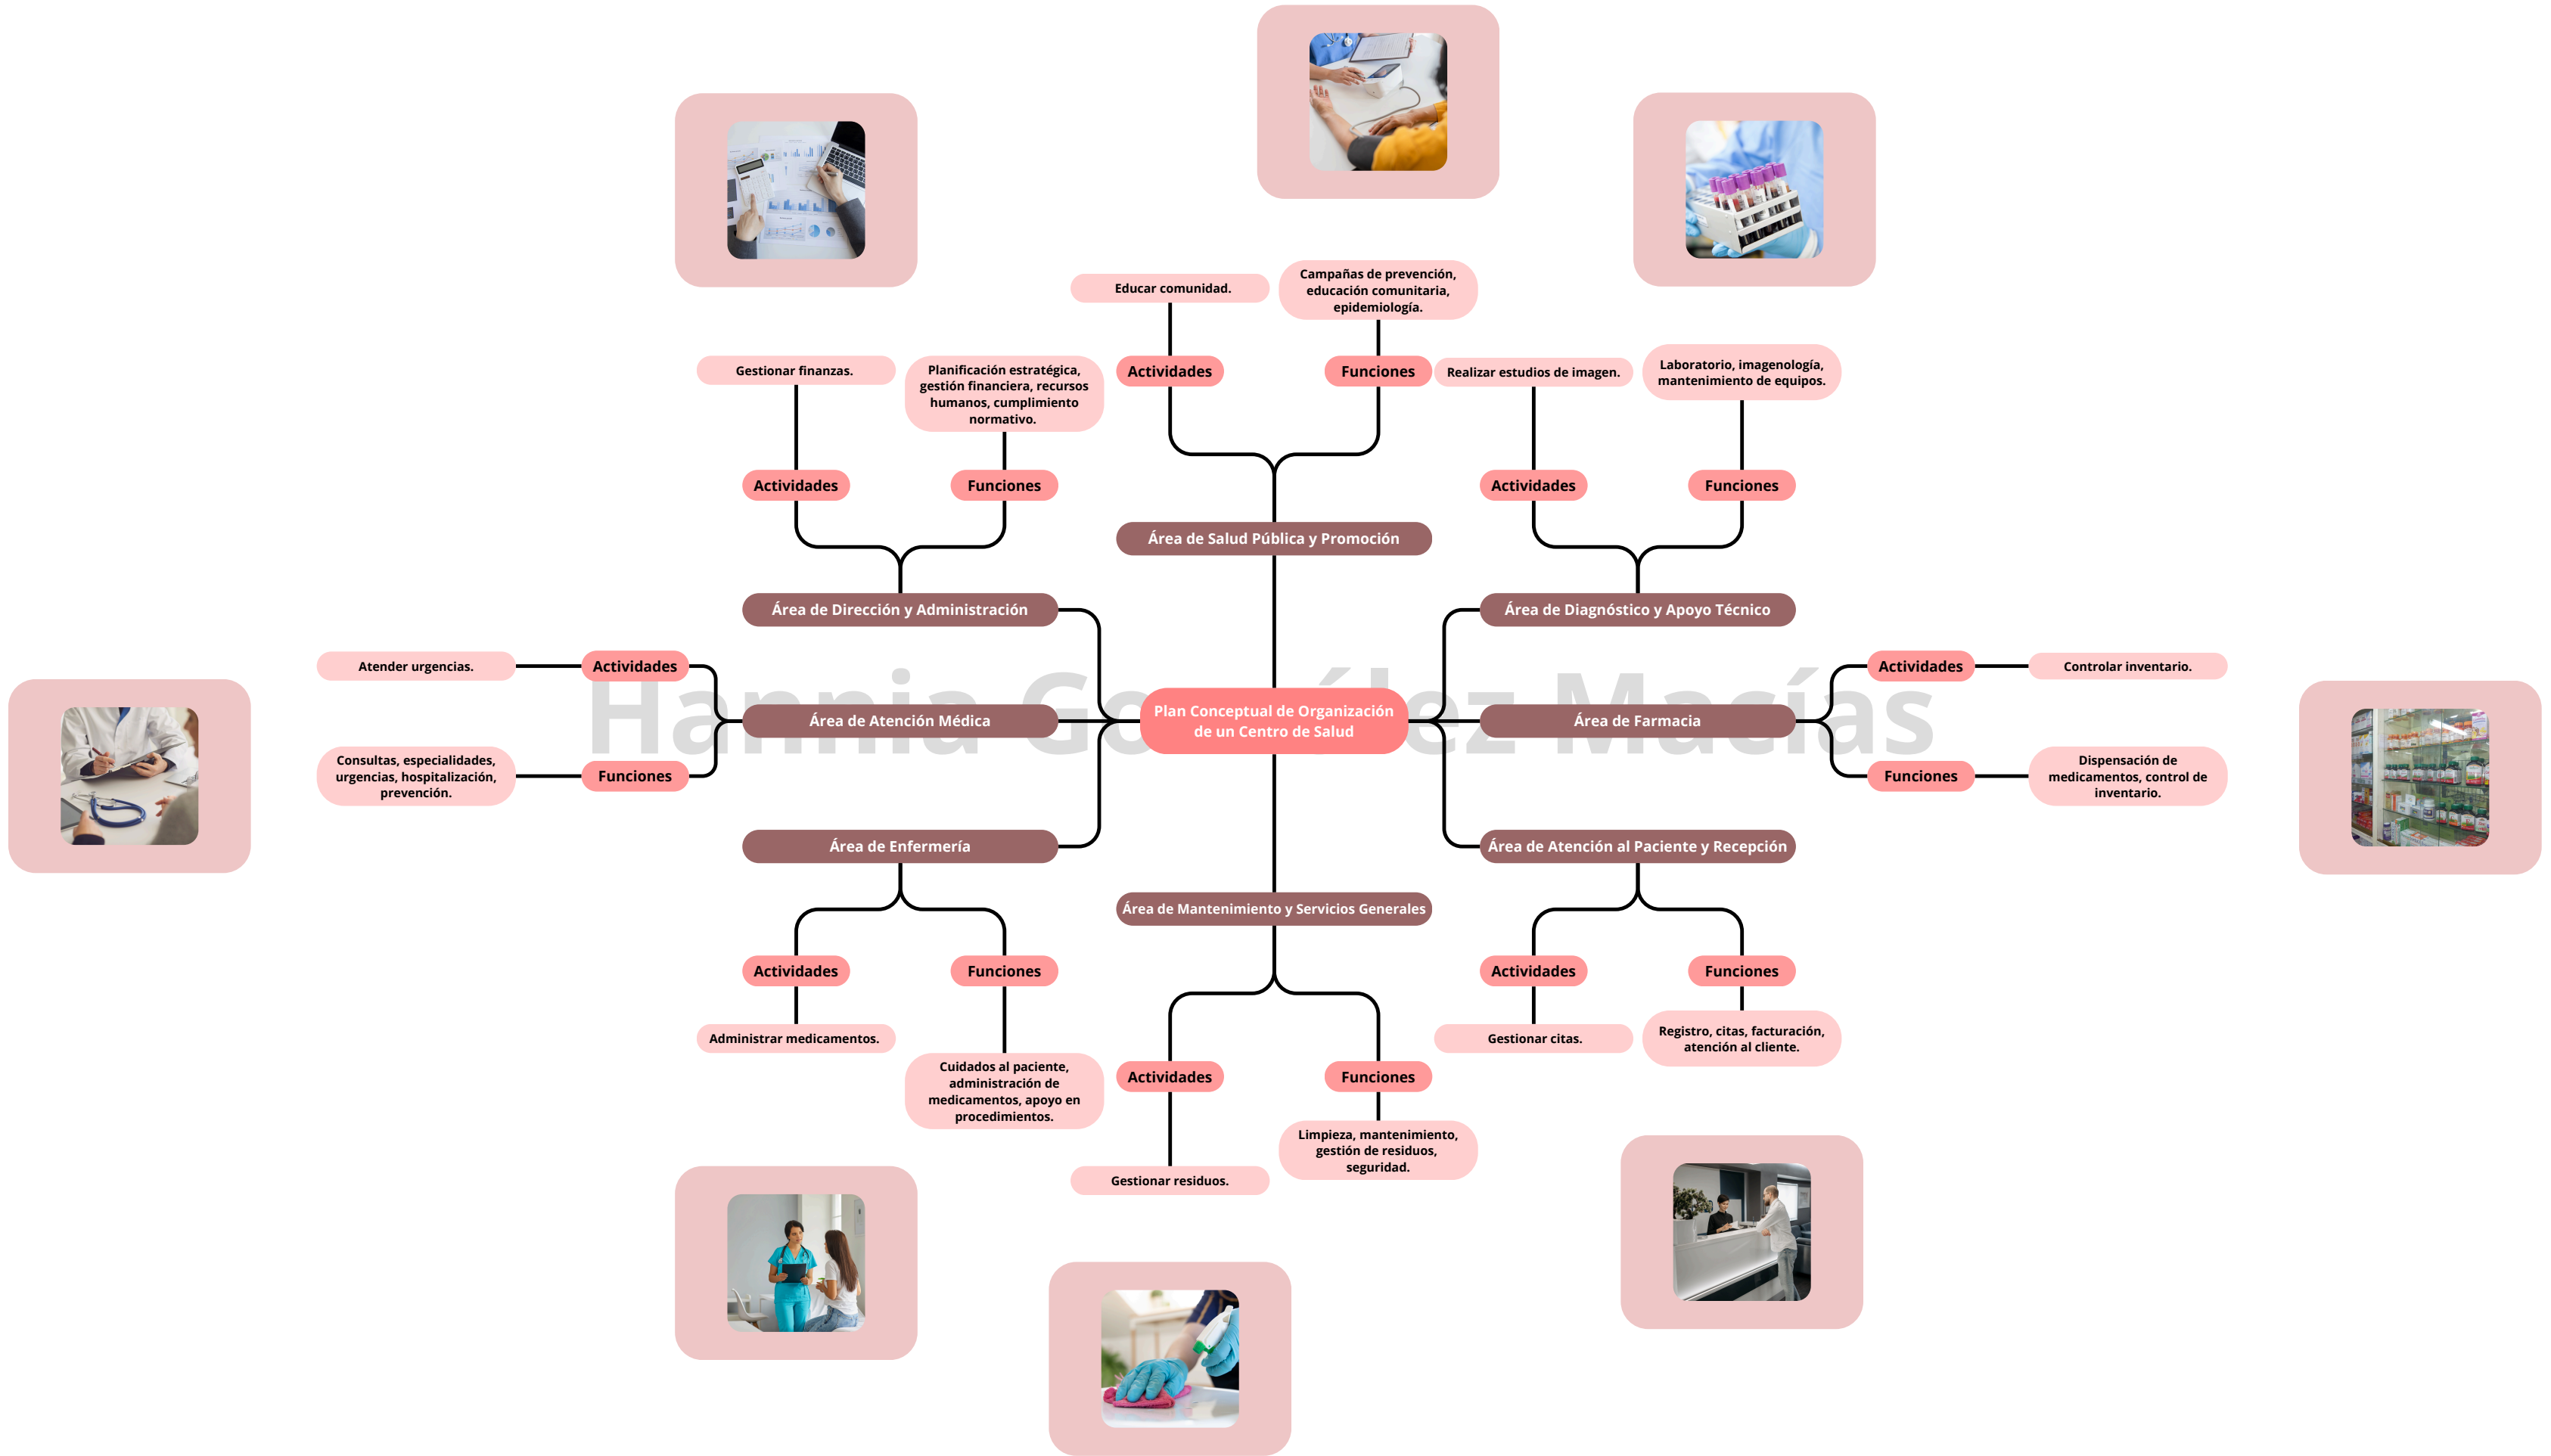 Educar comunidad.
Campañas de prevención,
educación comunitaria,
epidemiología.
Actividades
Funciones
Área de Salud Pública y Promoción
Gestionar finanzas.
Planificación estratégica,
gestión financiera, recursos
humanos, cumplimiento
normativo.
Actividades
Funciones
Área de Dirección y Administración
Realizar estudios de imagen.
Laboratorio, imagenología,
mantenimiento de equipos.
Actividades
Funciones
Área de Diagnóstico y Apoyo Técnico
Atender urgencias.
Actividades
Consultas, especialidades,
urgencias, hospitalización,
prevención.
Funciones
Área de Atención Médica
Hannia González Macías
Plan Conceptual de Organización
de un Centro de Salud
Área de Farmacia
Actividades
Controlar inventario.
Funciones
Dispensación de
medicamentos, control de
inventario.
Área de Enfermería
Actividades
Funciones
Administrar medicamentos.
Cuidados al paciente,
administración de
medicamentos, apoyo en
procedimientos.
Área de Mantenimiento y Servicios Generales
Actividades
Funciones
Gestionar residuos.
Limpieza, mantenimiento,
gestión de residuos,
seguridad.
Área de Atención al Paciente y Recepción
Actividades
Funciones
Gestionar citas.
Registro, citas, facturación,
atención al cliente.